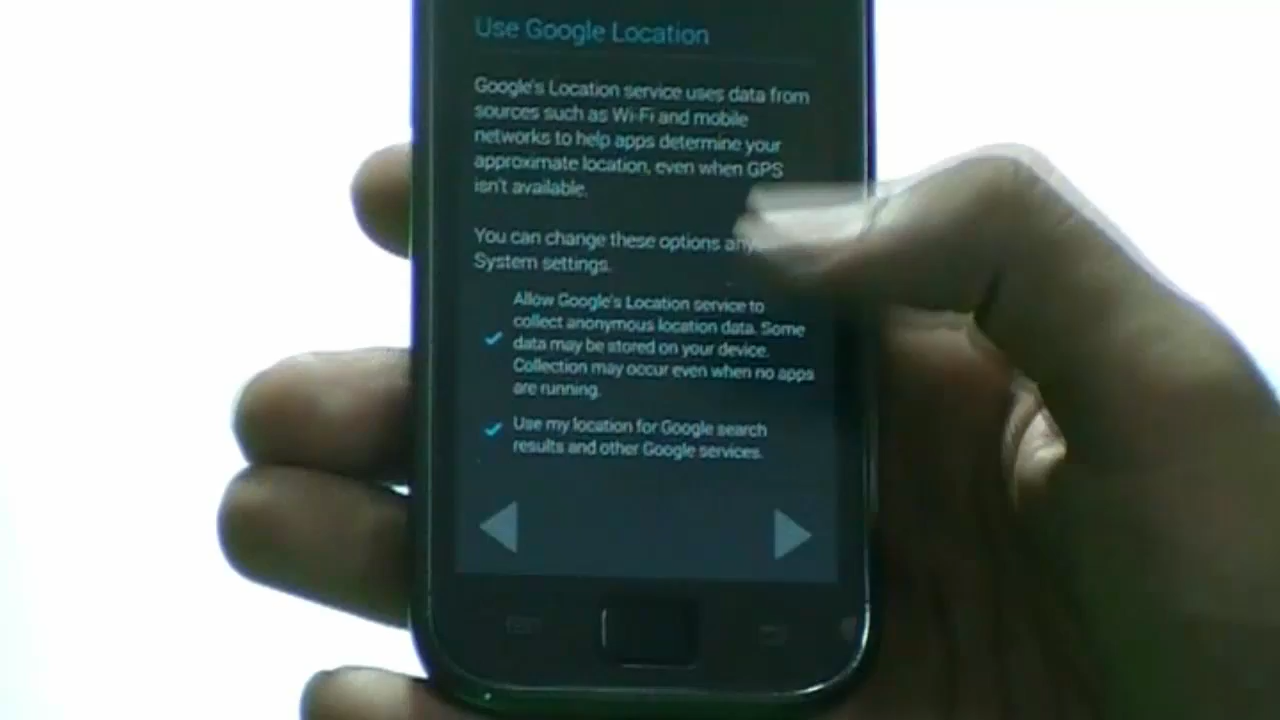 Use Google Location
Google's Location service uses data from
sources such as Wi-Fi and mobile
networks to help apps determine your
approximate location, even when GPS
isn't available.
You can change these options
System settings.
Allow Google's Location service to
collect anonymous location data. Some
data may be stored on your device.
Collection may occur even when no apps
are running.
Use my location for Google search
results and other Google services.